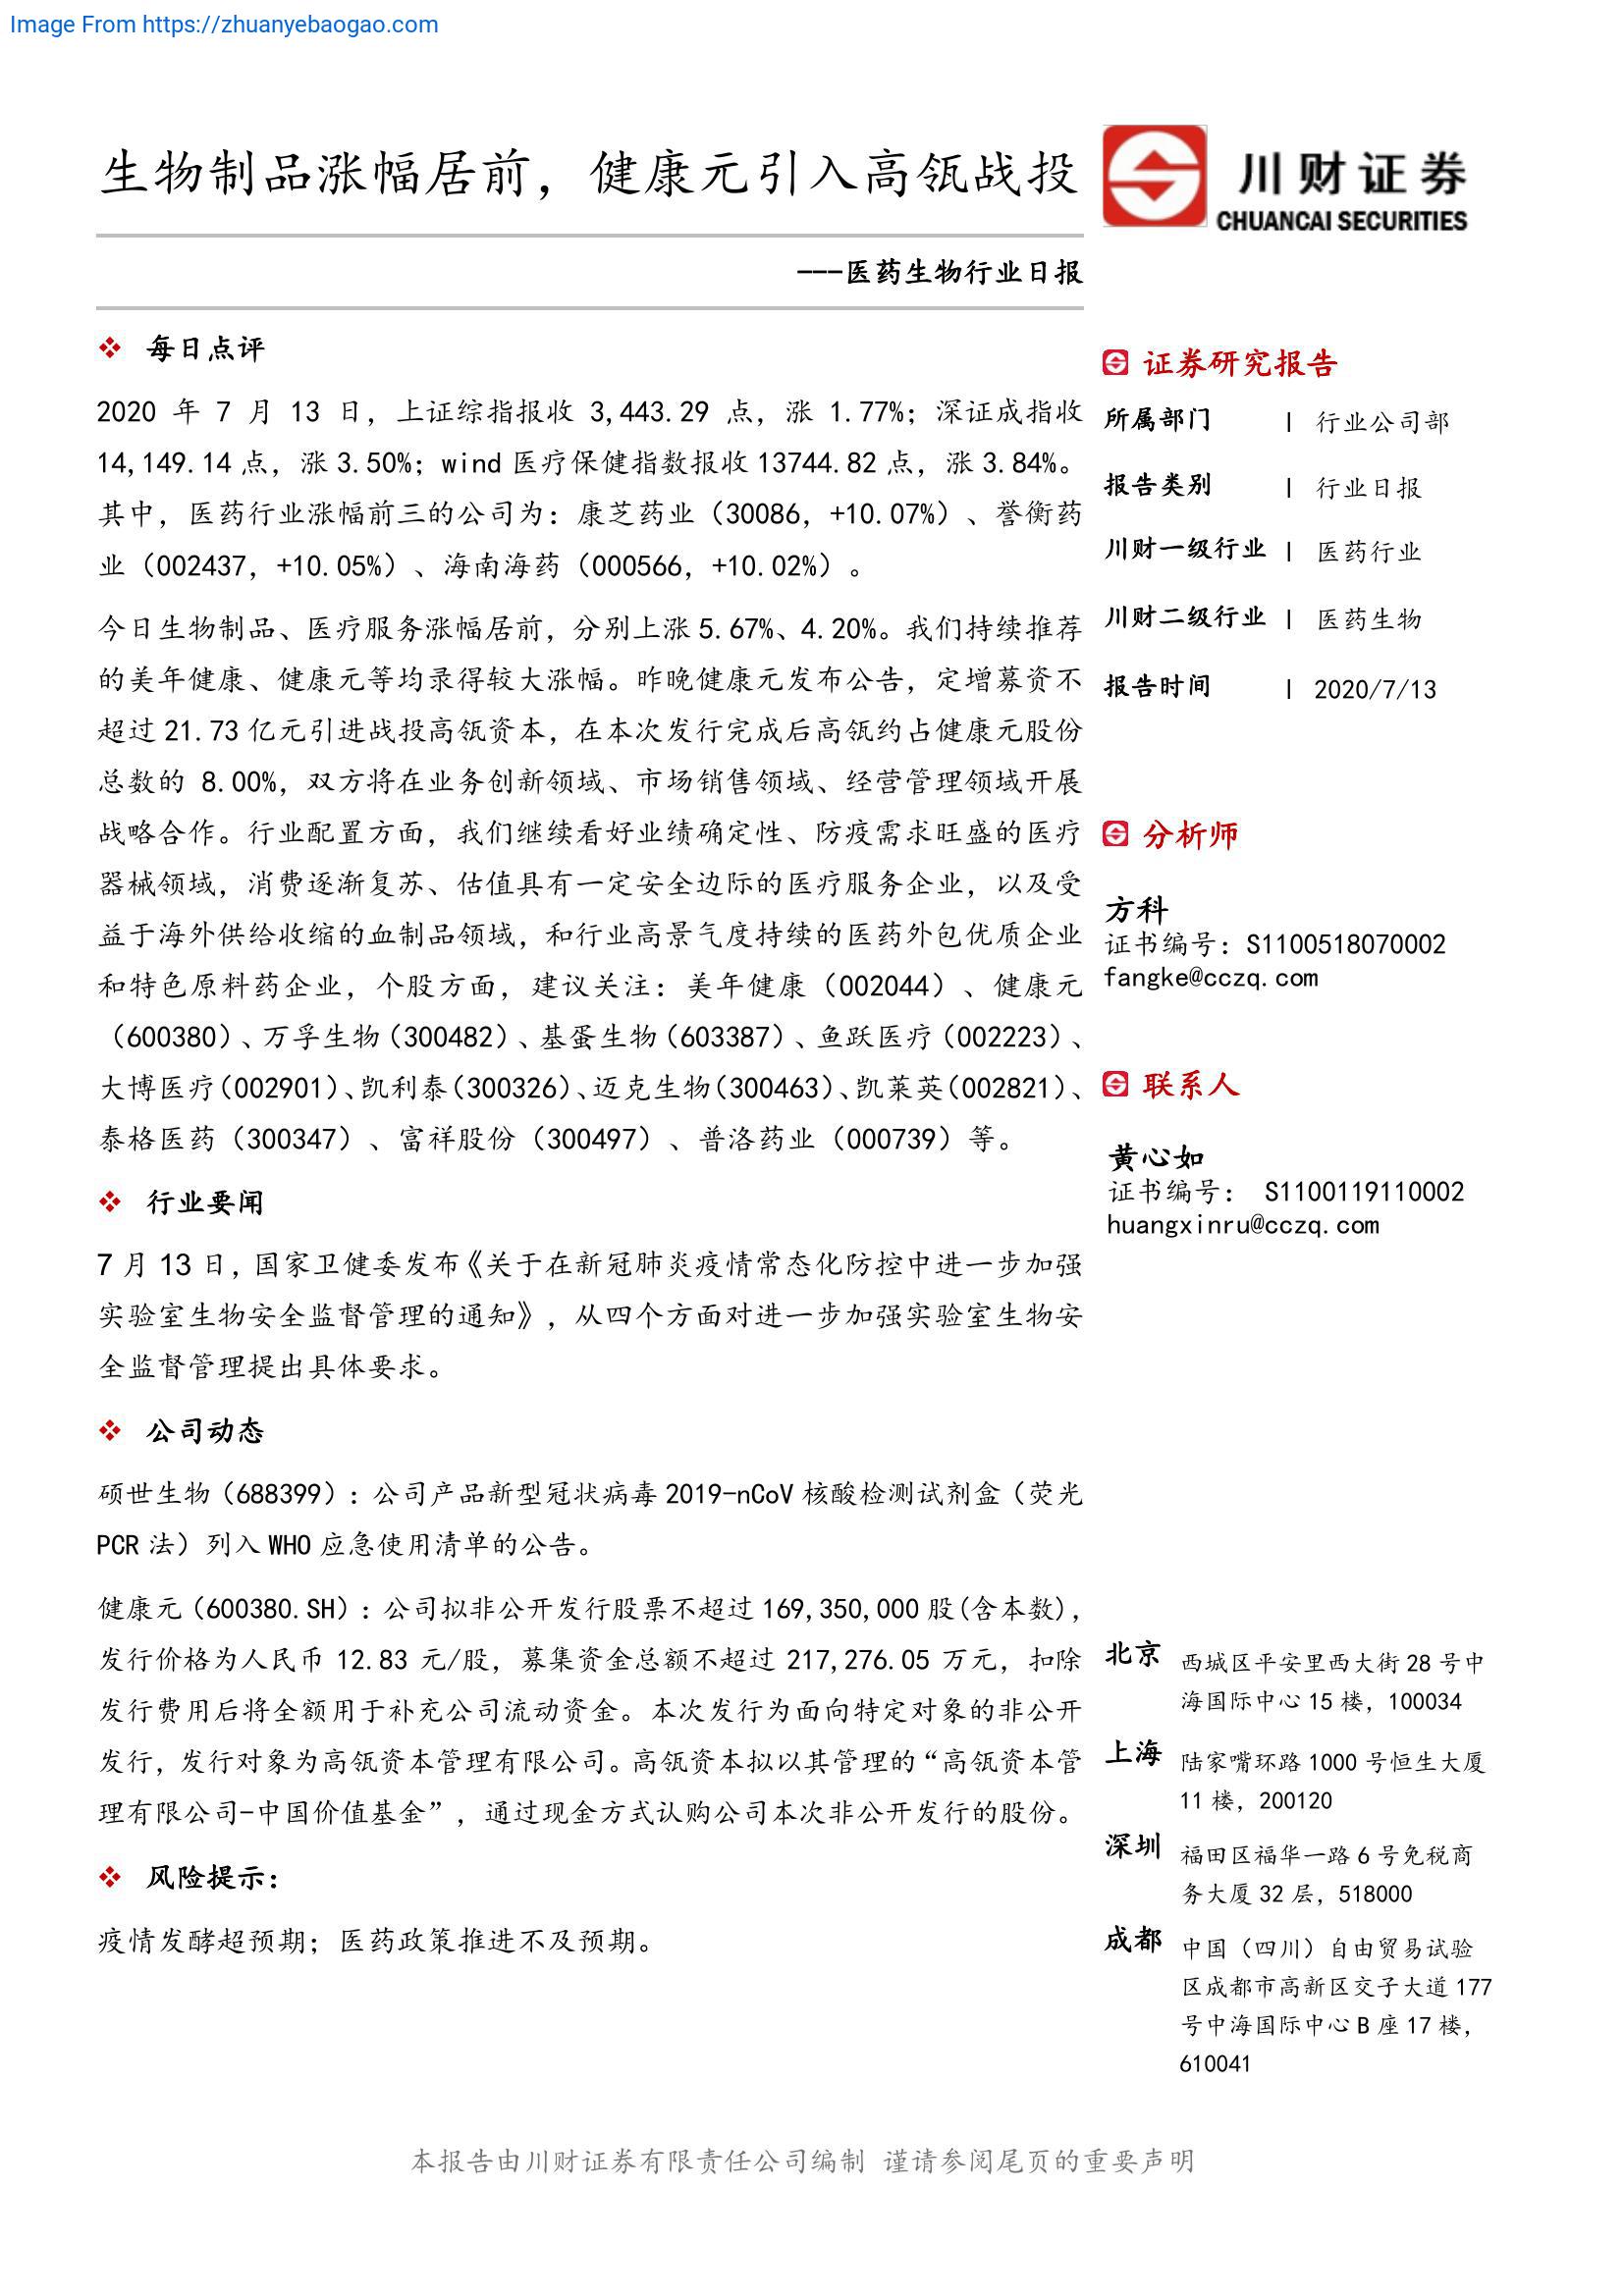 Image From https://zhuanyebaogao.com
生物制品涨幅居前，健康元引入高瓴战投
川财证券
CHUANCAI SECURITIES
---医药生物行业日报
❖ 每日点评
2020 年 7 月 13 日，上证综指报收 3,443.29 点，涨 1.77%；深证成指收
14,149.14 点，涨 3.50%；wind 医疗保健指数报收 13744.82 点，涨 3.84%。
其中，医药行业涨幅前三的公司为：康芝药业（30086，+10.07%）、誉衡药
业（002437，+10.05%）、海南海药（000566，+10.02%）。
今日生物制品、医疗服务涨幅居前，分别上涨 5.67%、4.20%。我们持续推荐
的美年健康、健康元等均录得较大涨幅。昨晚健康元发布公告，定增募资不
超过 21.73 亿元引进战投高瓴资本，在本次发行完成后高瓴约占健康元股份
总数的 8.00%，双方将在业务创新领域、市场销售领域、经营管理领域开展
战略合作。行业配置方面，我们继续看好业绩确定性、防疫需求旺盛的医疗
器械领域，消费逐渐复苏、估值具有一定安全边际的医疗服务企业，以及受
益于海外供给收缩的血制品领域，和行业高景气度持续的医药外包优质企业
和特色原料药企业，个股方面，建议关注：美年健康（002044）、健康元
（600380）、万孚生物（300482）、基蛋生物（603387）、鱼跃医疗（002223）、
大博医疗（002901）、凯利泰（300326）、迈克生物（300463）、凯莱英（002821）、
泰格医药（300347）、富祥股份（300497）、普洛药业（000739）等。
❖ 行业要闻
7 月 13 日，国家卫健委发布《关于在新冠肺炎疫情常态化防控中进一步加强
实验室生物安全监督管理的通知》，从四个方面对进一步加强实验室生物安
全监督管理提出具体要求。
❖ 公司动态
硕世生物（688399）：公司产品新型冠状病毒 2019-nCoV 核酸检测试剂盒（荧光
PCR 法）列入 WHO 应急使用清单的公告。
健康元（600380.SH）：公司拟非公开发行股票不超过 169,350,000 股(含本数)，
发行价格为人民币 12.83 元/股，募集资金总额不超过 217,276.05 万元，扣除
发行费用后将全额用于补充公司流动资金。本次发行为面向特定对象的非公开
发行，发行对象为高瓴资本管理有限公司。高瓴资本拟以其管理的“高瓴资本管
理有限公司-中国价值基金”，通过现金方式认购公司本次非公开发行的股份。
❖ 风险提示：
疫情发酵超预期；医药政策推进不及预期。
证券研究报告
所属部门 | 行业公司部
报告类别 | 行业日报
川财一级行业 | 医药行业
川财二级行业 | 医药生物
报告时间 | 2020/7/13
分析师
方科
证书编号：S1100518070002
fangke@cczq.com
联系人
黄心如
证书编号： S1100119110002
huangxinru@cczq.com
北京 西城区平安里西大街 28 号中
海国际中心 15 楼，100034
上海 陆家嘴环路 1000 号恒生大厦
11 楼，200120
深圳 福田区福华一路 6 号免税商
务大厦 32 层，518000
成都 中国（四川）自由贸易试验
区成都市高新区交子大道 177
号中海国际中心 B 座 17 楼，
610041
本报告由川财证券有限责任公司编制 谨请参阅尾页的重要声明